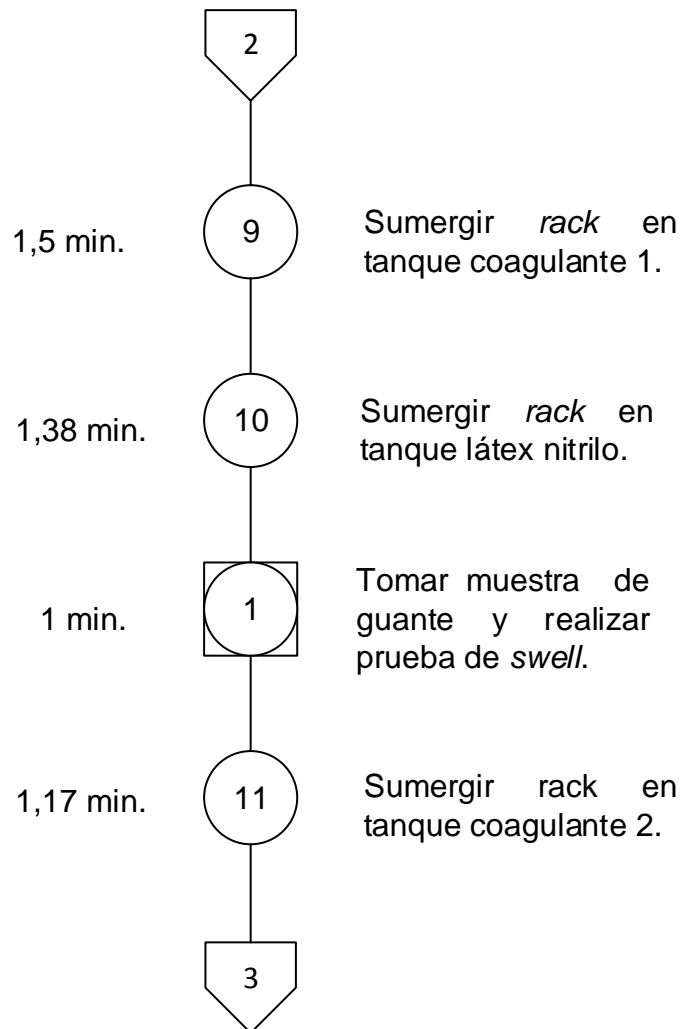 2
1,5 min.
9
Sumergir rack en
tanque coagulante 1.
1,38 min.
10
Sumergir rack en
tanque látex nitrilo.
1 min.
1
Tomar muestra de
guante y realizar
prueba de swell.
1,17 min.
11
Sumergir rack en
tanque coagulante 2.
3